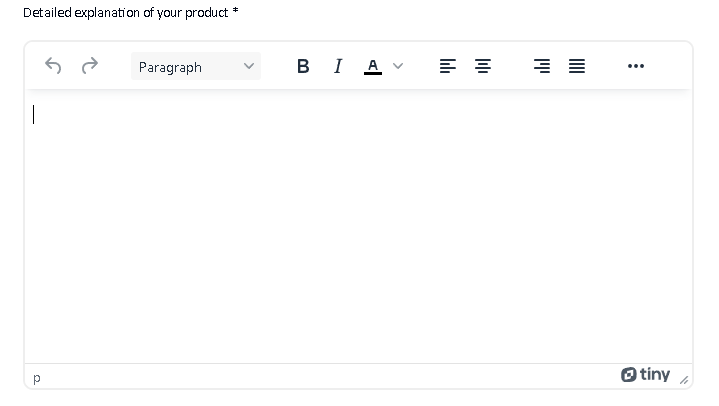 Detailed explanation of your product *
Paragraph
B I A
p
tiny